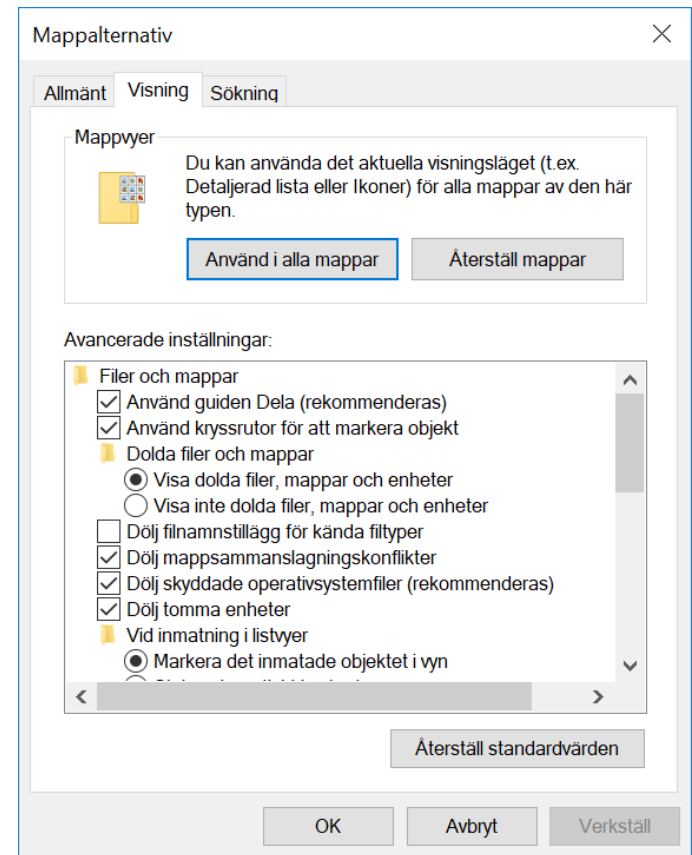 Mappalternativ
Allmänt Visning Sökning
Mappvyer
Du kan använda det aktuella visningsläget (t.ex.
Detaljerad lista eller Ikoner) för alla mappar av den här
typen.
Använd i alla mappar Återställ mappar
Avancerade inställningar:
Filer och mappar
Använd guiden Dela (rekommenderas)
Använd kryssrutor för att markera objekt
Dolda filer och mappar
Visa dolda filer, mappar och enheter
Visa inte dolda filer, mappar och enheter
Dölj filnamnstillägg för kända filtyper
Dölj mappsammanslagningskonflikter
Dölj skyddade operativsystemfiler (rekommenderas)
Dölj tomma enheter
Vid inmatning i listvyer
Markera det inmatade objektet i vyn
Återställ standardvärden
OK Avbryt Verkställ